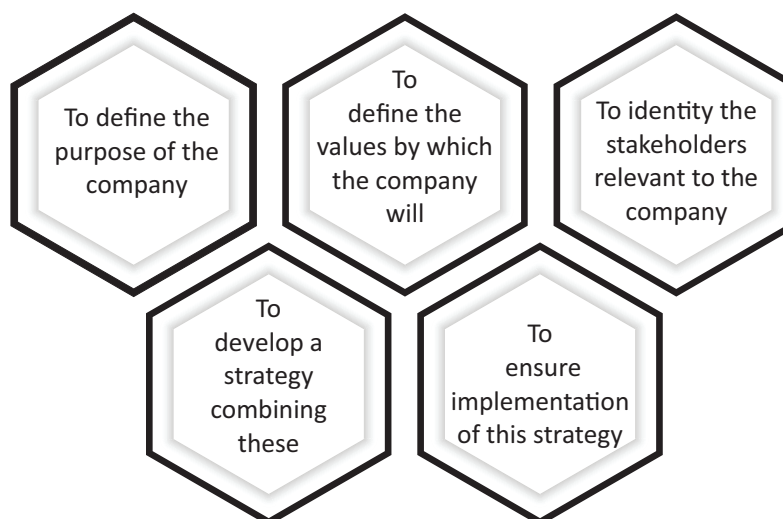 To define the
purpose of the
company
To
define the
values by which
the company
will
To identity the
stakeholders
relevant to the
company
To
develop a
strategy
combining
these
To
ensure
implementation
of this strategy